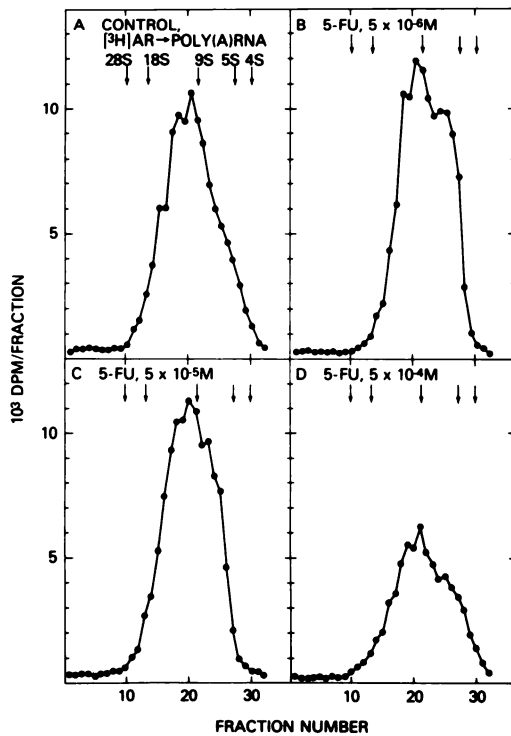 A CONTROL,
[³H]AR→POLY(A)RNA
28S 18S 9S 5S 4S
B 5-FU, 5 x 10⁻⁶M
10
5
C 5-FU, 5 x 10⁻⁵M
D 5-FU, 5 x 10⁻⁴M
10
5
10³ DPM/FRACTION
10 20 30 10 20 30
FRACTION NUMBER